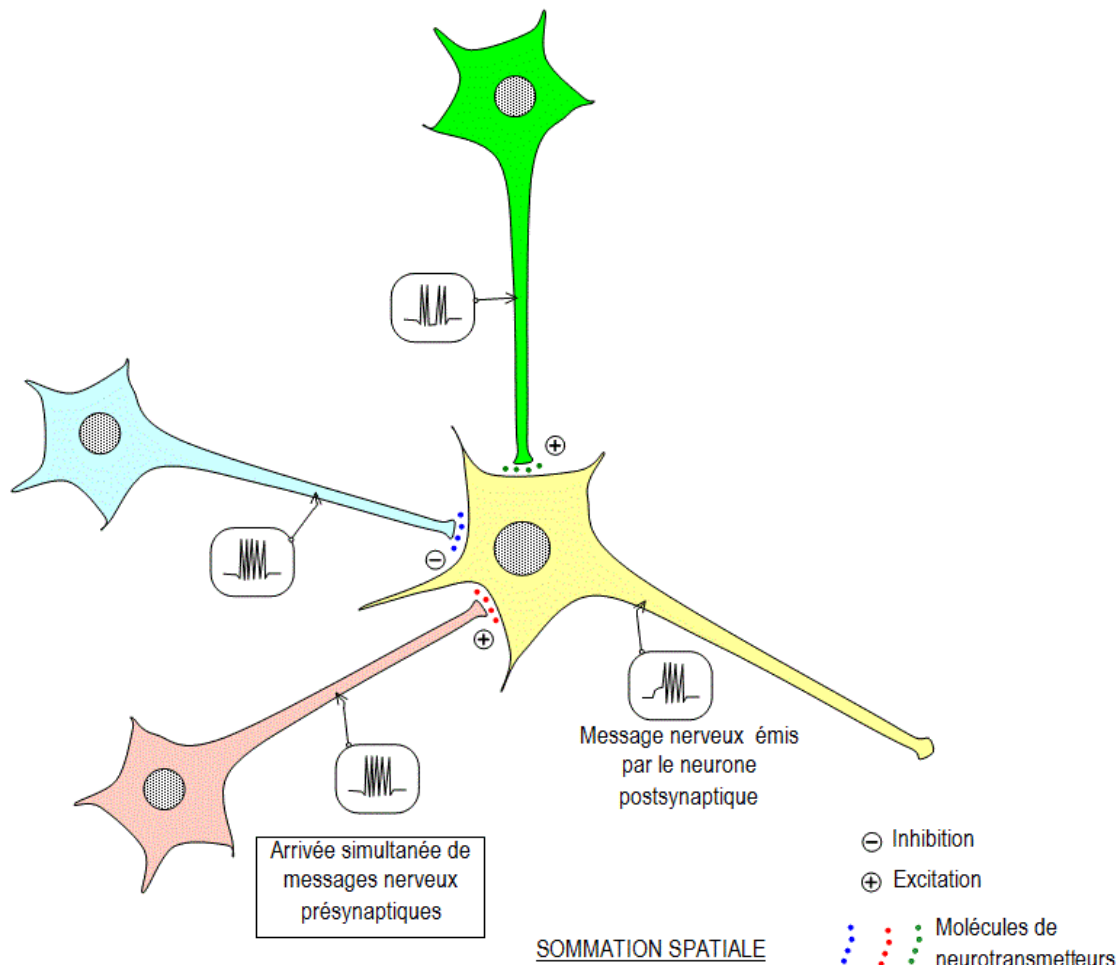 Message nerveux émis
par le neurone
postsynaptique
Arrivée simultanée de
messages nerveux
présynaptiques
⊖ Inhibition
⊕ Excitation
SOMMATION SPATIALE
Molécules de
neurotransmetteurs